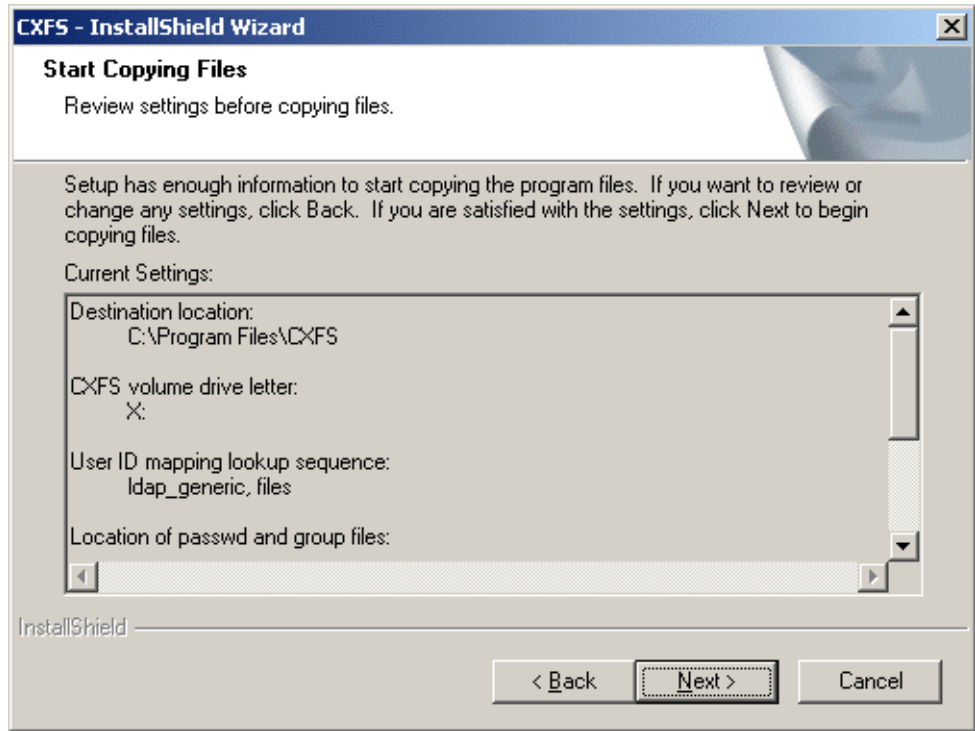 CXFS - InstallShield Wizard
Start Copying Files
Review settings before copying files.
Setup has enough information to start copying the program files.  If you want to review or
change any settings, click Back.  If you are satisfied with the settings, click Next to begin
copying files.
Current Settings:
Destination location:
C:\Program Files\CXFS
CXFS volume drive letter:
X:
User ID mapping lookup sequence:
ldap_generic, files
Location of passwd and group files:
InstallShield
< Back
Next >
Cancel